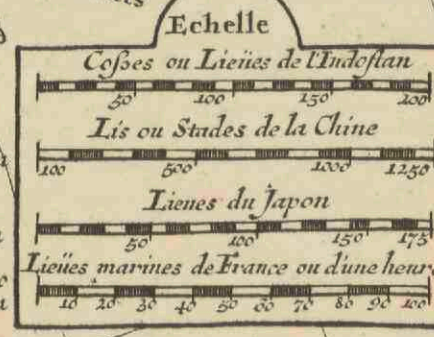 Echelle
Cosses ou Lieües de l'Indostan
50 100 150 200
Lis ou Stades de la Chine
100 500 1000 1250
Lieues du Japon
50 100 150 175
Lieües marines de France ou d'une heure
10 20 30 40 50 60 70 80 90 100